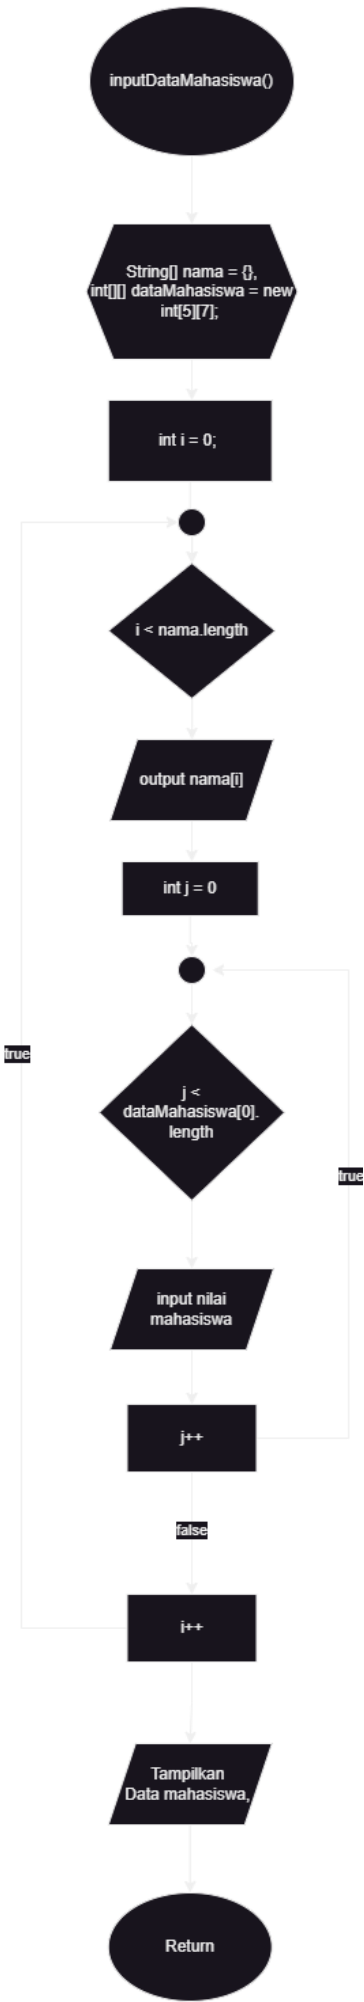 inputDataMahasiswa()
String[] nama = {},
int[][] dataMahasiswa = new
int[5][7];
int i = 0;
i < nama.length
output nama[i]
int j = 0
j <
dataMahasiswa[0].
length
true
true
input nilai
mahasiswa
j++
false
i++
Tampilkan
Data mahasiswa,
Return